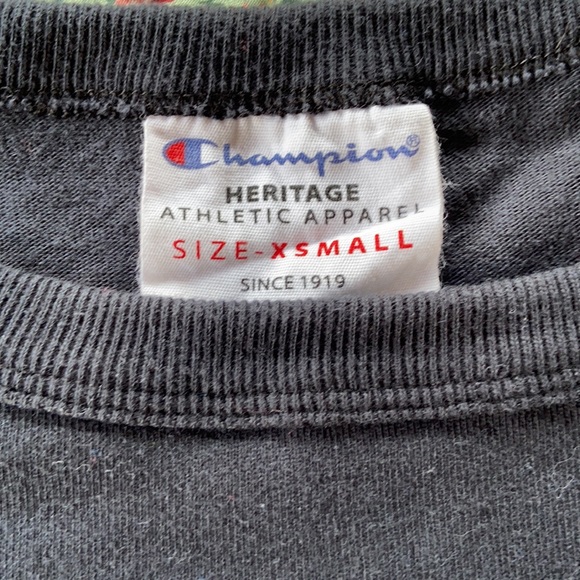 Champion®
HERITAGE
ATHLETIC APPAREL
SIZE-XSMALL
SINCE 1919